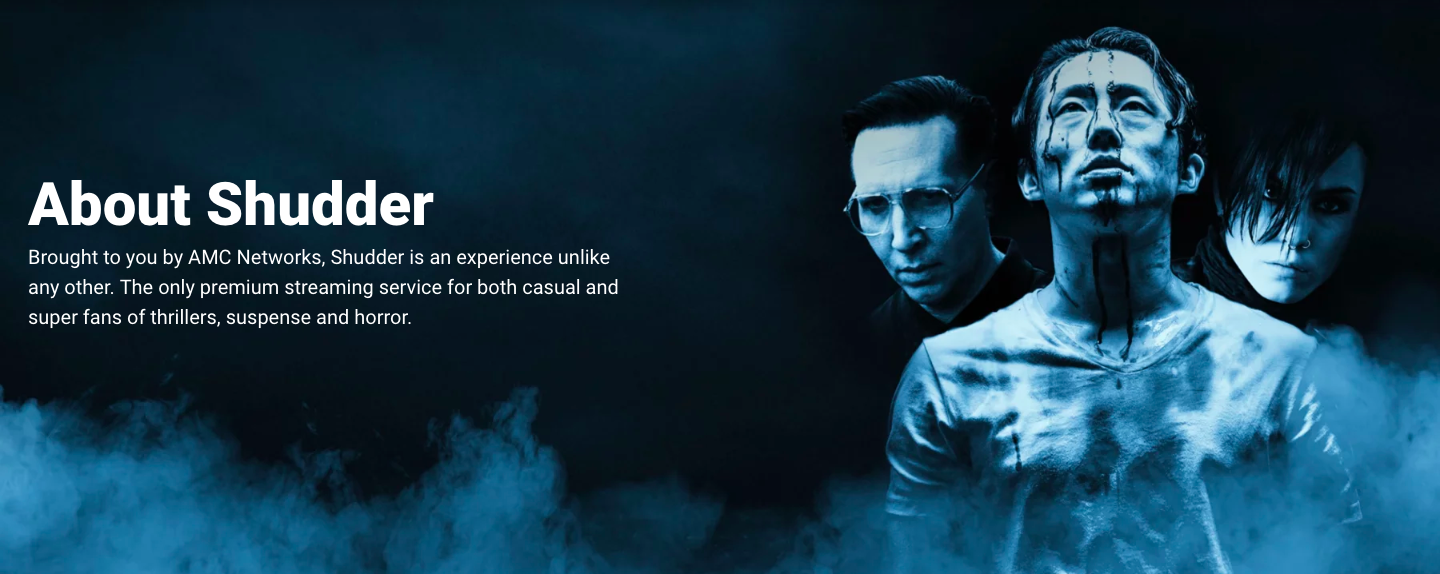 About Shudder
Brought to you by AMC Networks, Shudder is an experience unlike
any other. The only premium streaming service for both casual and
super fans of thrillers, suspense and horror.